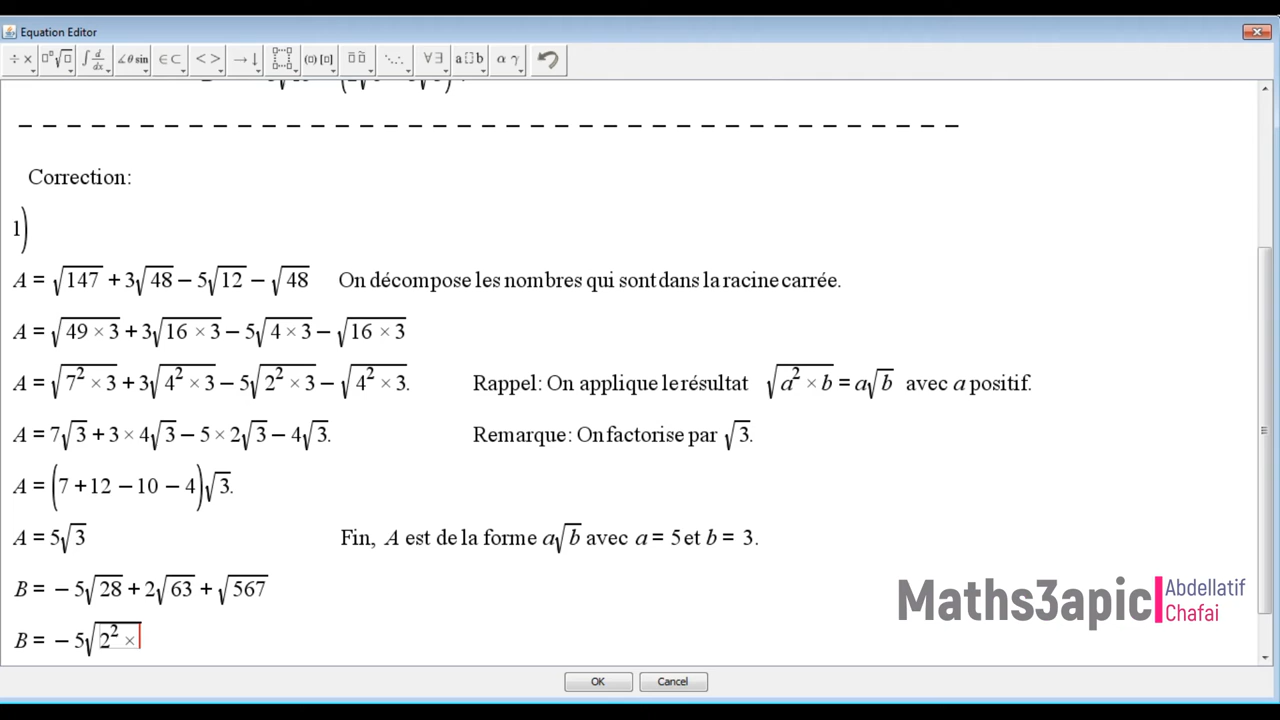 Equation Editor
Correction:
1)
A = √147 + 3√48 − 5√12 − √48 On décompose les nombres qui sont dans la racine carrée.
A = √(49 × 3) + 3√(16 × 3) − 5√(4 × 3) − √(16 × 3)
A = √(7² × 3) + 3√(4² × 3) − 5√(2² × 3) − √(4² × 3). Rappel: On applique le résultat √(a² × b) = a√b avec a positif.
A = 7√3 + 3 × 4√3 − 5 × 2√3 − 4√3. Remarque: On factorise par √3.
A = (7 + 12 − 10 − 4)√3.
A = 5√3 Fin, A est de la forme a√b avec a = 5 et b = 3.
B = − 5√28 + 2√63 + √567
B = − 5√(2² ×
Maths3apic Abdellatif Chafai
OK Cancel